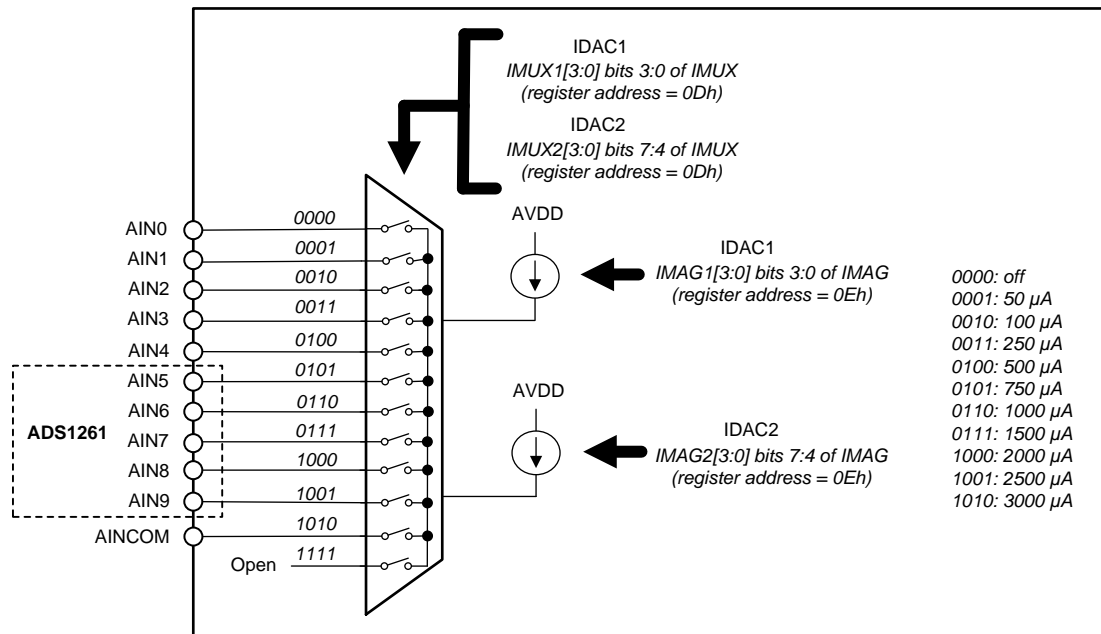 IDAC1
IMUX1[3:0] bits 3:0 of IMUX
(register address = 0Dh)
IDAC2
IMUX2[3:0] bits 7:4 of IMUX
(register address = 0Dh)
AIN0
0000
AIN1
0001
AIN2
0010
AIN3
0011
AIN4
0100
AIN5
0101
AIN6
0110
AIN7
0111
AIN8
1000
AIN9
1001
AINCOM
1010
Open
1111
ADS1261
AVDD
IDAC1
IMAG1[3:0] bits 3:0 of IMAG
(register address = 0Eh)
AVDD
IDAC2
IMAG2[3:0] bits 7:4 of IMAG
(register address = 0Eh)
0000: off
0001: 50 μA
0010: 100 μA
0011: 250 μA
0100: 500 μA
0101: 750 μA
0110: 1000 μA
0111: 1500 μA
1000: 2000 μA
1001: 2500 μA
1010: 3000 μA